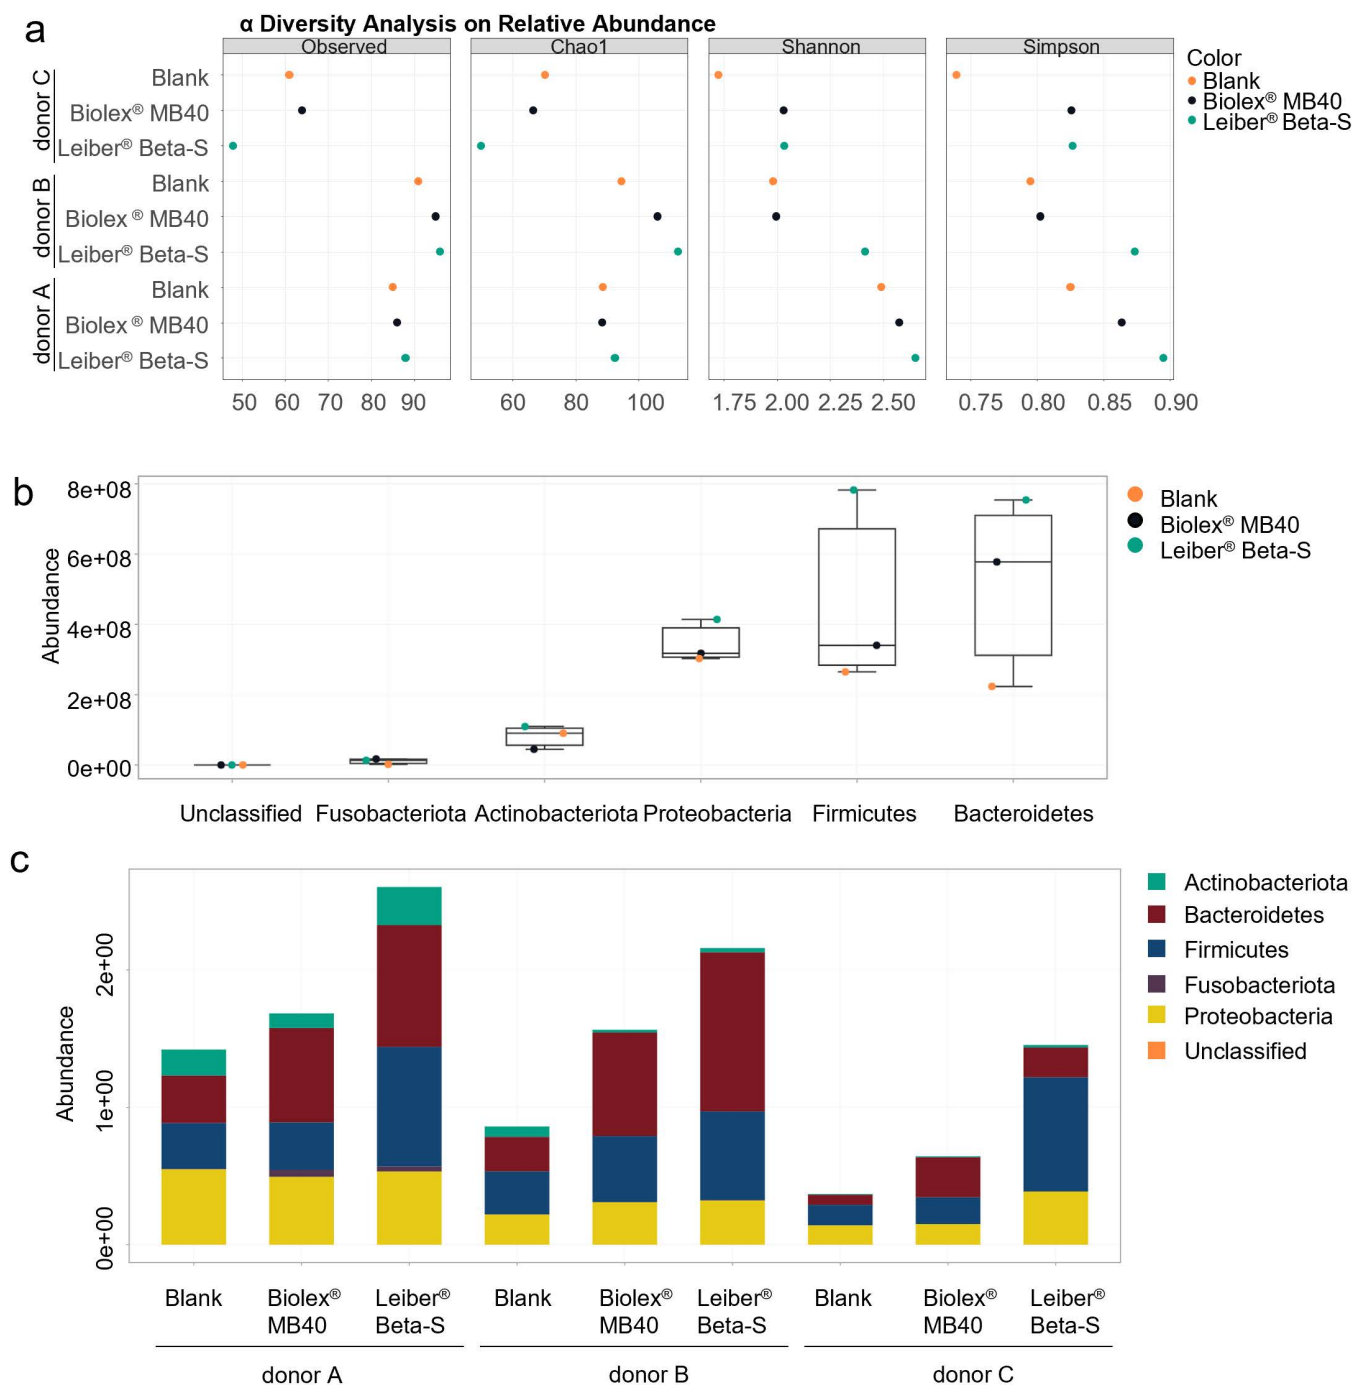 a
α Diversity Analysis on Relative Abundance
Observed
Chao1
Shannon
Simpson
donor C
Blank
Biolex® MB40
Leiber® Beta-S
donor B
Blank
Biolex ® MB40
Leiber® Beta-S
donor A
Blank
Biolex ® MB40
Leiber® Beta-S
50 60 70 80 90
60 80 100
1.75 2.00 2.25 2.50
0.75 0.80 0.85 0.90
Color
Blank
Biolex® MB40
Leiber® Beta-S
b
Abundance
8e+08
6e+08
4e+08
2e+08
0e+00
Unclassified Fusobacteriota Actinobacteriota Proteobacteria Firmicutes Bacteroidetes
Blank
Biolex® MB40
Leiber® Beta-S
c
Abundance
2e+00
1e+00
0e+00
Blank
Biolex®
MB40
Leiber®
Beta-S
Blank
Biolex®
MB40
Leiber®
Beta-S
Blank
Biolex®
MB40
Leiber®
Beta-S
donor A
donor B
donor C
Actinobacteriota
Bacteroidetes
Firmicutes
Fusobacteriota
Proteobacteria
Unclassified